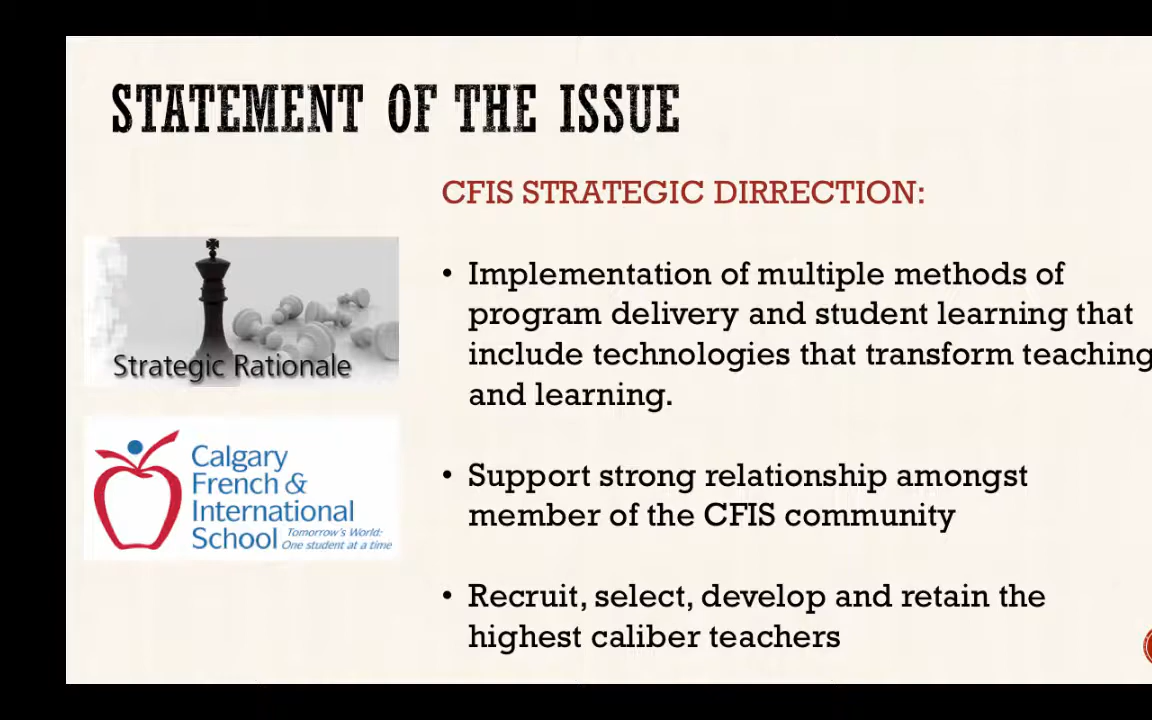 STATEMENT OF THE ISSUE
CFIS STRATEGIC DIRRECTION:
• Implementation of multiple methods of
program delivery and student learning that
include technologies that transform teaching
and learning.
• Support strong relationship amongst
member of the CFIS community
• Recruit, select, develop and retain the
highest caliber teachers
Strategic Rationale
Calgary
French &
International
School
Tomorrow's World:
One student at a time